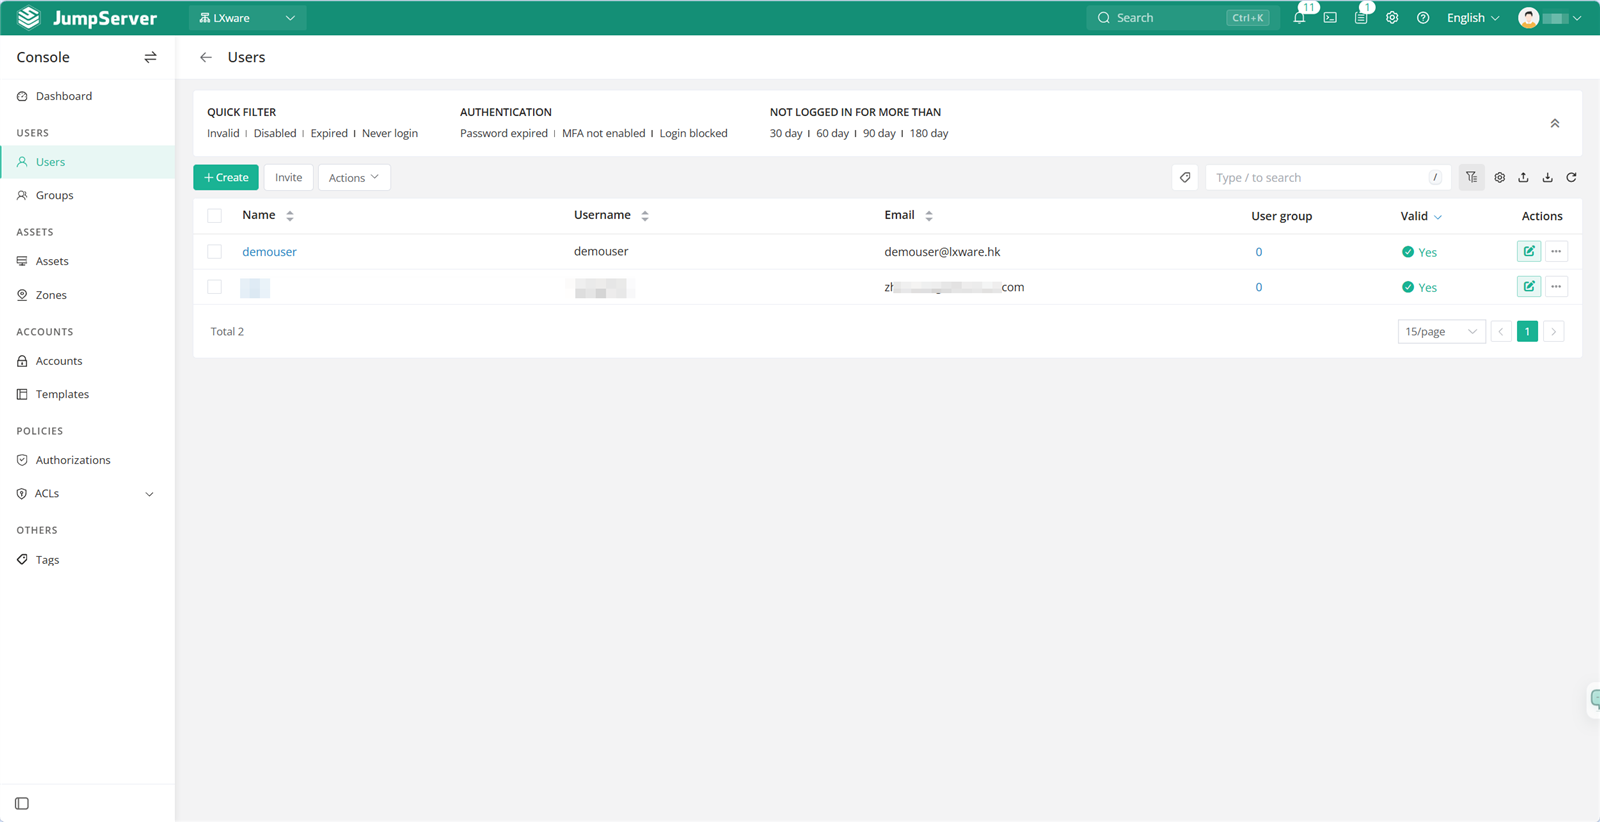 JumpServer
LXware
Search Ctrl+K
11
1
English
Console
Users
Dashboard
USERS
Users
Groups
ASSETS
Assets
Zones
ACCOUNTS
Accounts
Templates
POLICIES
Authorizations
ACLs
OTHERS
Tags
QUICK FILTER
Invalid | Disabled | Expired | Never login
AUTHENTICATION
Password expired | MFA not enabled | Login blocked
NOT LOGGED IN FOR MORE THAN
30 day | 60 day | 90 day | 180 day
+ Create Invite Actions
Type / to search /
Name Username Email User group Valid Actions
demouser demouser demouser@lxware.hk 0 Yes
com 0 Yes
Total 2
15/page 1